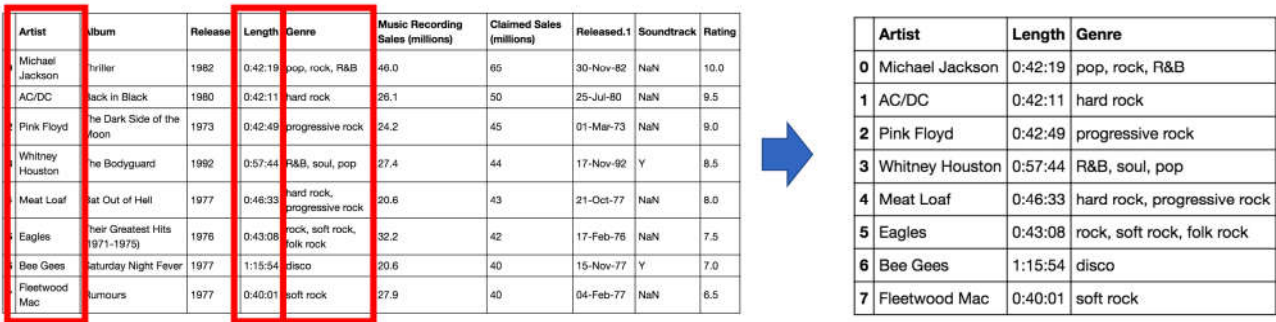 Artist Album Release Length Genre Music Recording Sales (millions) Claimed Sales (millions) Released.1 Soundtrack Rating
Michael Jackson Thriller 1982 0:42:19 pop, rock, R&B 46.0 65 30-Nov-82 NaN 10.0
AC/DC Back in Black 1980 0:42:11 hard rock 26.1 50 25-Jul-80 NaN 9.5
2 Pink Floyd The Dark Side of the Moon 1973 0:42:49 progressive rock 24.2 45 01-Mar-73 NaN 9.0
Whitney Houston The Bodyguard 1992 0:57:44 R&B, soul, pop 27.4 44 17-Nov-92 Y 8.5
Meat Loaf Bat Out of Hell 1977 0:46:33 hard rock, progressive rock 20.6 43 21-Oct-77 NaN 8.0
Eagles Their Greatest Hits (1971-1975) 1976 0:43:08 rock, soft rock, folk rock 32.2 42 17-Feb-76 NaN 7.5
Bee Gees Saturday Night Fever 1977 1:15:54 disco 20.6 40 15-Nov-77 Y 7.0
Fleetwood Mac Rumours 1977 0:40:01 soft rock 27.9 40 04-Feb-77 NaN 6.5
Artist Length Genre
0 Michael Jackson 0:42:19 pop, rock, R&B
1 AC/DC 0:42:11 hard rock
2 Pink Floyd 0:42:49 progressive rock
3 Whitney Houston 0:57:44 R&B, soul, pop
4 Meat Loaf 0:46:33 hard rock, progressive rock
5 Eagles 0:43:08 rock, soft rock, folk rock
6 Bee Gees 1:15:54 disco
7 Fleetwood Mac 0:40:01 soft rock